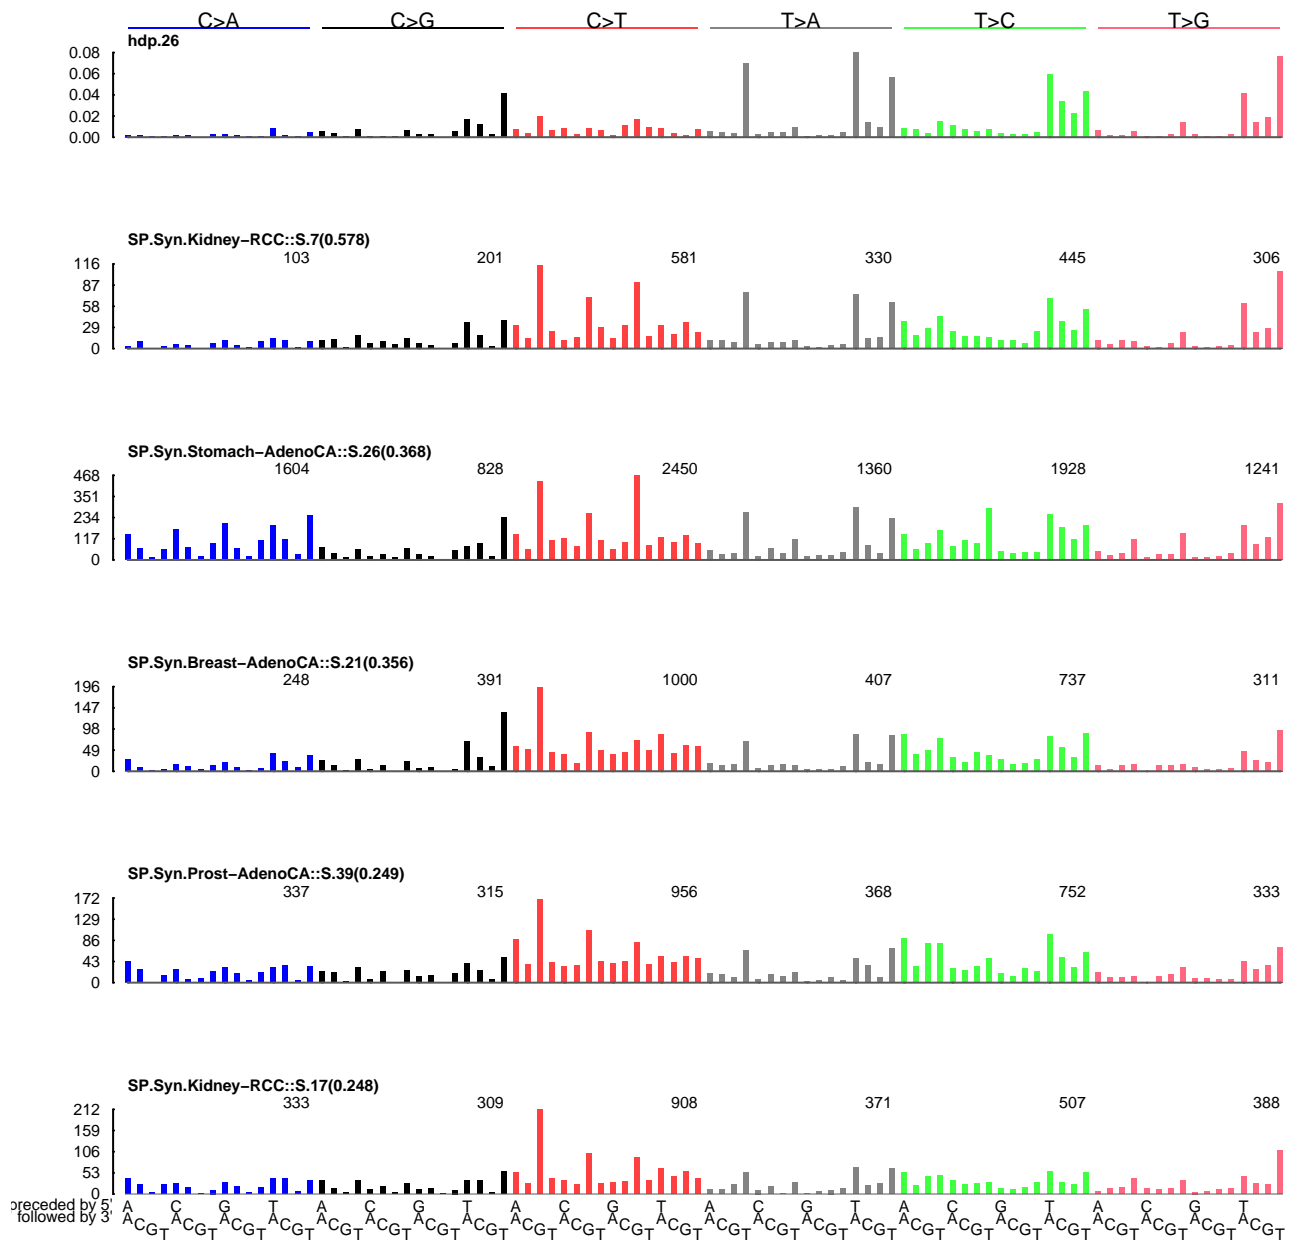 C>A C>G C>T T>A T>C T>G
hdp.26
0.08
0.06
0.04
0.02
0.00
SP.Syn.Kidney−RCC::S.7(0.578)
103 201 581 330 445 306
116
87
58
29
0
SP.Syn.Stomach−AdenoCA::S.26(0.368)
1604 828 2450 1360 1928 1241
468
351
234
117
0
SP.Syn.Breast−AdenoCA::S.21(0.356)
248 391 1000 407 737 311
196
147
98
49
0
SP.Syn.Prost−AdenoCA::S.39(0.249)
337 315 956 368 752 333
172
129
86
43
0
SP.Syn.Kidney−RCC::S.17(0.248)
333 309 908 371 507 388
212
159
106
53
0
preceded by 5' A C G T A C G T A C G T A C G T A C G T A C G T
followed by 3' A C G T A C G T A C G T A C G T A C G T A C G T A C G T A C G T A C G T A C G T A C G T A C G T A C G T A C G T A C G T A C G T A C G T A C G T A C G T A C G T A C G T A C G T A C G T A C G T